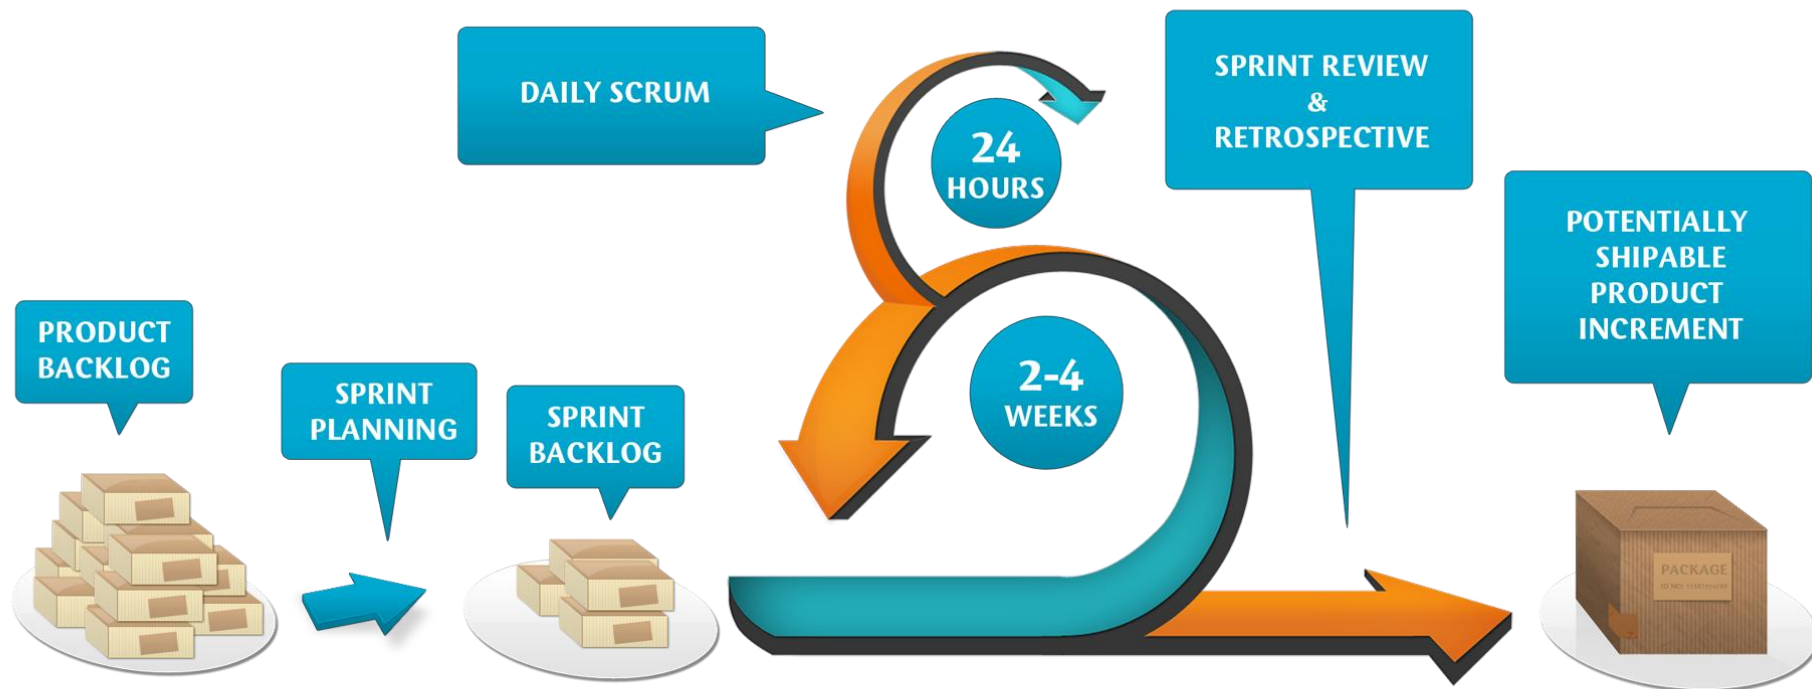 DAILY SCRUM
24
HOURS
SPRINT REVIEW
&
RETROSPECTIVE
POTENTIALLY
SHIPABLE
PRODUCT
INCREMENT
PRODUCT
BACKLOG
SPRINT
PLANNING
SPRINT
BACKLOG
2-4
WEEKS
PACKAGE